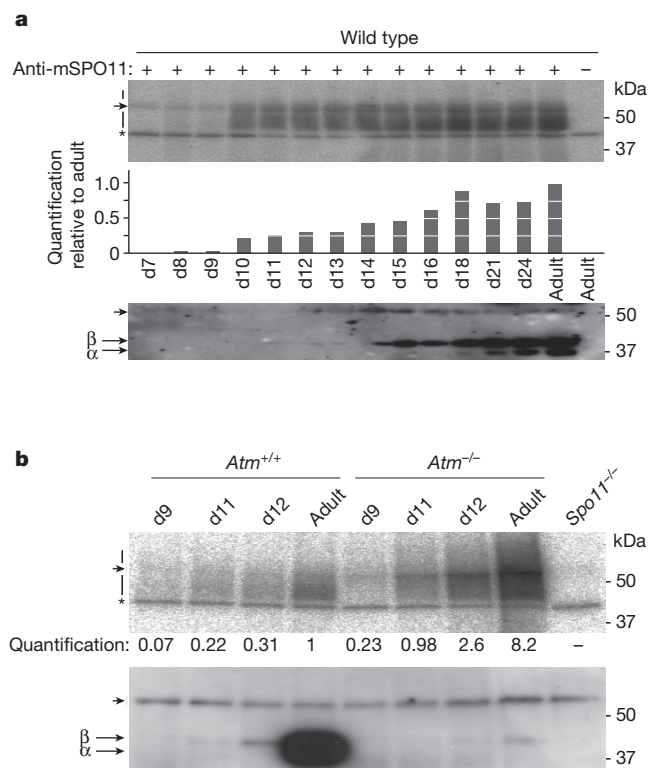 a
Wild type
Anti-mSPO11: + + + + + + + + + + + + + + –
kDa
*
- 50
- 37
Quantification relative to adult
1.0
0.5
0
d7 d8 d9 d10 d11 d12 d13 d14 d15 d16 d18 d21 d24 Adult Adult
- 50
β
α
- 37
b
Atm+/+ Atm–/– Spo11–/–
d9 d11 d12 Adult d9 d11 d12 Adult
kDa
*
- 50
- 37
Quantification: 0.07 0.22 0.31 1 0.23 0.98 2.6 8.2 –
- 50
β
α
- 37